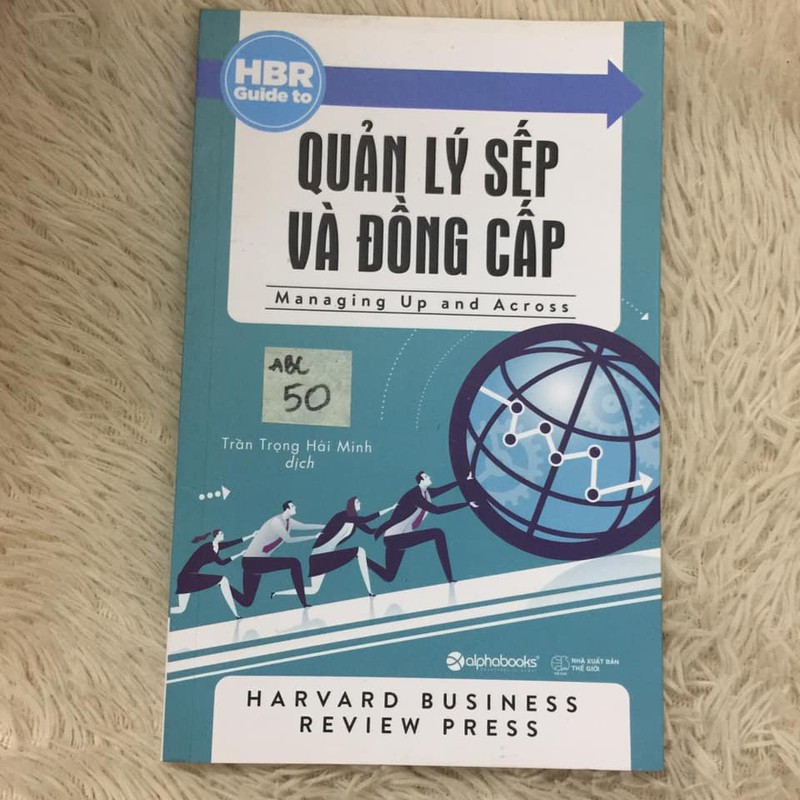 HBR
Guide to
QUẢN LÝ SẾP
VÀ ĐỒNG CẤP
Managing Up and Across
ABC
50
Trần Trọng Hải Minh
dịch
alphabooks
NHÀ XUẤT BẢN
THẾ GIỚI
HARVARD BUSINESS
REVIEW PRESS